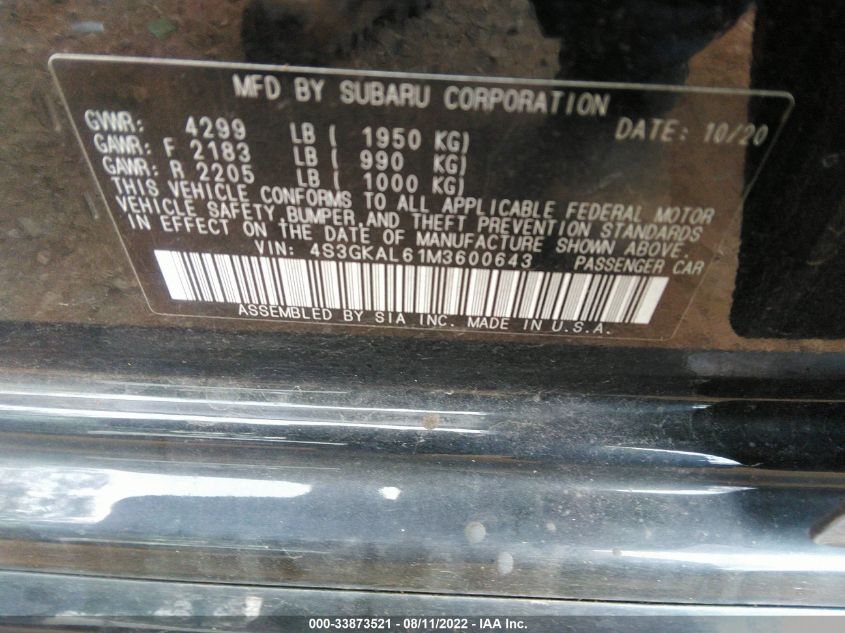 MFD BY SUBARU CORPORATION
GVWR: 4299 LB ( 1950 KG) DATE: 10/20
GAWR: F 2183 LB ( 990 KG)
GAWR: R 2205 LB ( 1000 KG)
THIS VEHICLE CONFORMS TO ALL APPLICABLE FEDERAL MOTOR
VEHICLE SAFETY, BUMPER, AND THEFT PREVENTION STANDARDS
IN EFFECT ON THE DATE OF MANUFACTURE SHOWN ABOVE.
VIN: 4S3GKAL61M3600643 PASSENGER CAR
ASSEMBLED BY SIA INC. MADE IN U.S.A.
000-33873521 - 08/11/2022 - IAA Inc.